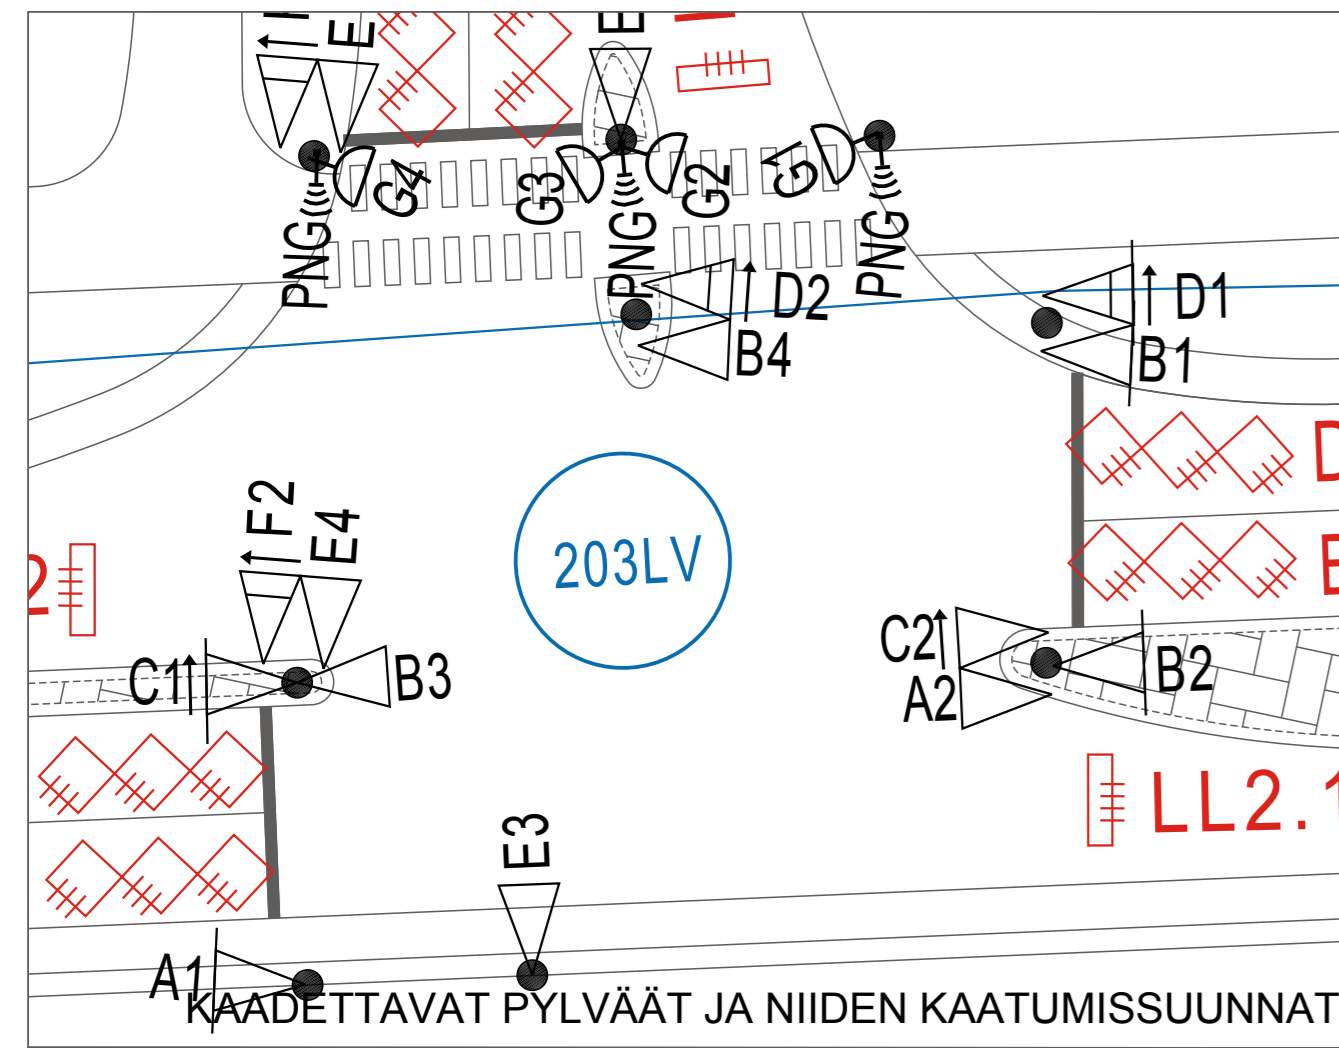 E
G4
G3
G2
G1
PNG
PNG
PNG
D2
B4
D1
B1
F2
E4
203LV
C1
B3
C2
A2
B2
LL2.1
E3
A1
KAADETTAVAT PYLVÄÄT JA NIIDEN KAATUMISSUUNNAT